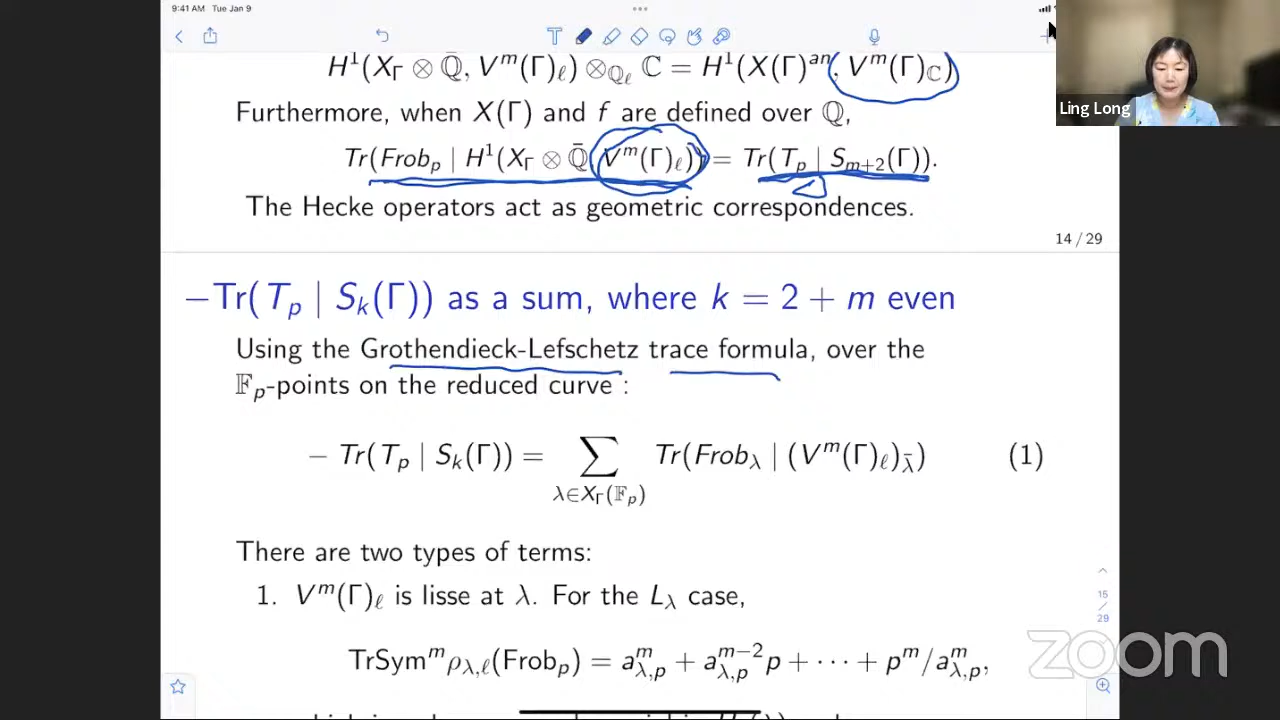 9:41 AM Tue Jan 9
H¹(X_Γ ⊗ ℚ̄, V^m(Γ)_ℓ) ⊗_{ℚ_ℓ} ℂ = H¹(X(Γ)^{an}, V^m(Γ)_ℂ)
Furthermore, when X(Γ) and f are defined over ℚ,
Tr(Frob_p | H¹(X_Γ ⊗ ℚ̄, V^m(Γ)_ℓ)) = Tr(T_p | S_{m+2}(Γ)).
The Hecke operators act as geometric correspondences.
14 / 29
−Tr(T_p | S_k(Γ)) as a sum, where k = 2 + m even
Using the Grothendieck-Lefschetz trace formula, over the
𝔽_p-points on the reduced curve :
− Tr(T_p | S_k(Γ)) = ∑_{λ∈X_Γ(𝔽_p)} Tr(Frob_λ | (V^m(Γ)_ℓ)_{λ̄}) (1)
There are two types of terms:
1. V^m(Γ)_ℓ is lisse at λ. For the L_λ case,
TrSym^m ρ_{λ,ℓ}(Frob_p) = a^m_{λ,p} + a^{m−2}_{λ,p} p + ⋯ + p^m/a^m_{λ,p},
Ling Long
15
/
29
zoom